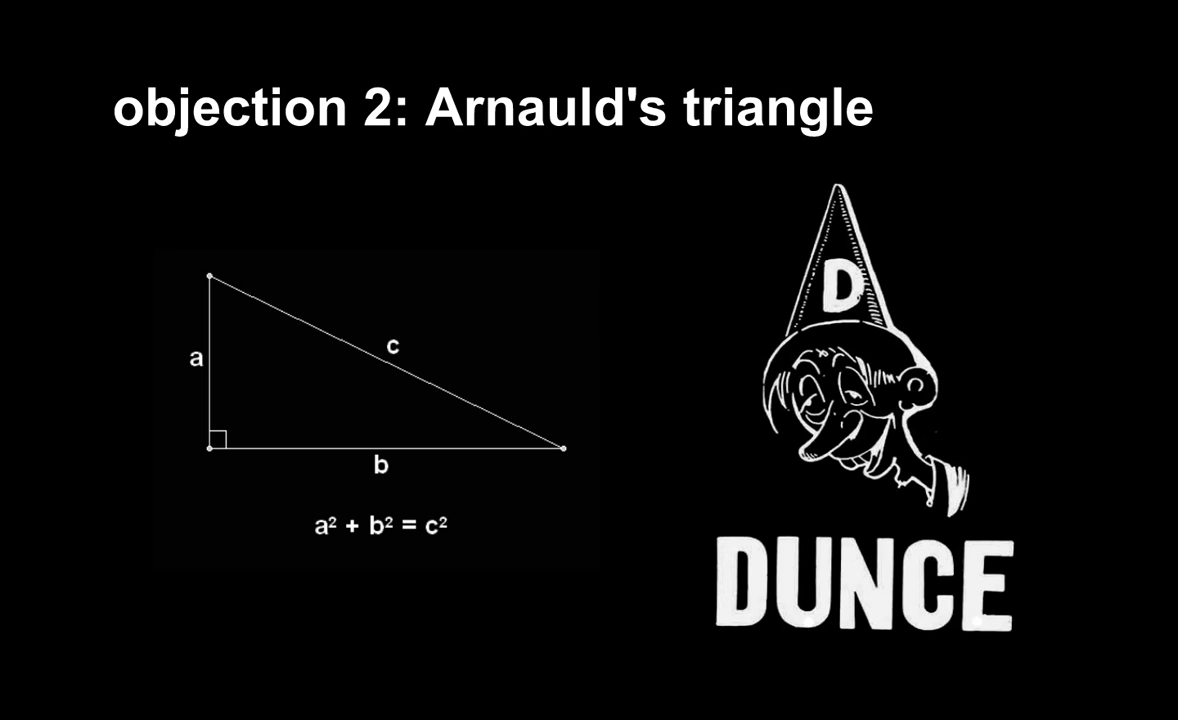 objection 2: Arnauld's triangle
a
c
b
a² + b² = c²
D
DUNCE